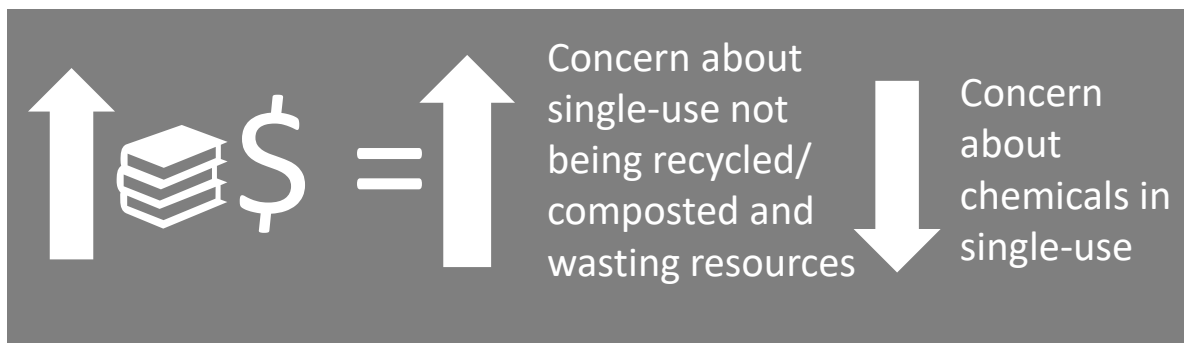 $ =
Concern about
single-use not
being recycled/
composted and
wasting resources
Concern
about
chemicals in
single-use